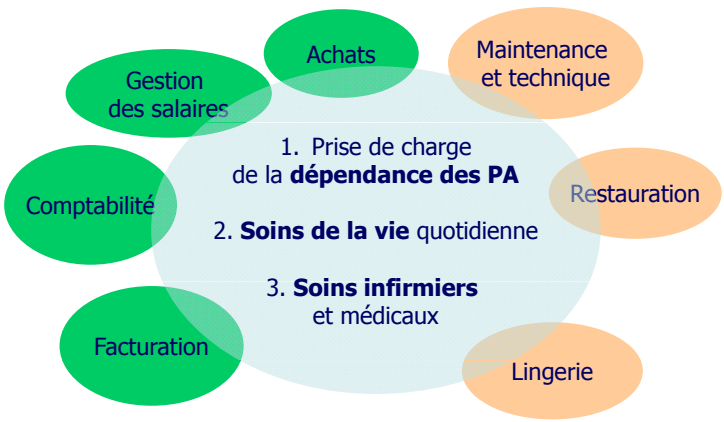 Achats
Maintenance
et technique
Gestion
des salaires
1. Prise de charge
de la dépendance des PA
Comptabilité
Restauration
2. Soins de la vie quotidienne
3. Soins infirmiers
et médicaux
Facturation
Lingerie